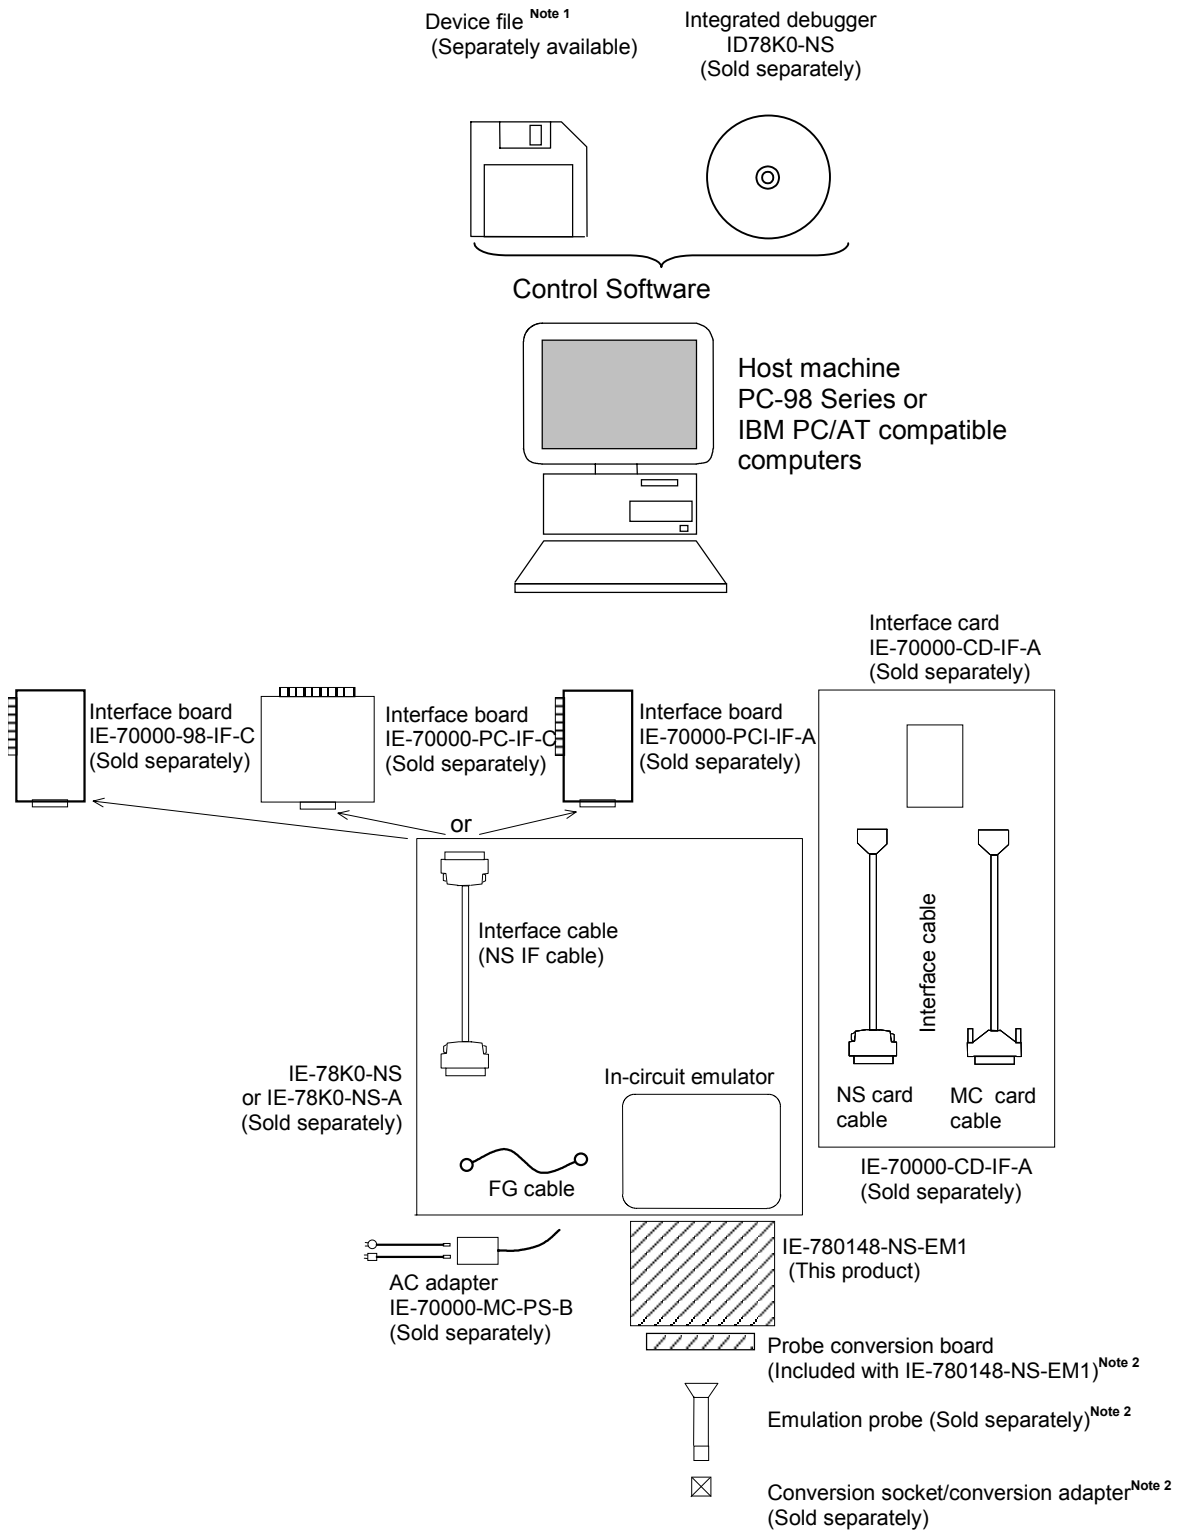 Device file Note 1
(Separately available)
Integrated debugger
ID78K0-NS
(Sold separately)
Control Software
Host machine
PC-98 Series or
IBM PC/AT compatible
computers
Interface card
IE-70000-CD-IF-A
(Sold separately)
Interface board
IE-70000-98-IF-C
(Sold separately)
Interface board
IE-70000-PC-IF-C
(Sold separately)
Interface board
IE-70000-PCI-IF-A
(Sold separately)
or
Interface cable
(NS IF cable)
Interface cable
IE-78K0-NS
or IE-78K0-NS-A
(Sold separately)
In-circuit emulator
NS card
cable
MC card
cable
FG cable
IE-70000-CD-IF-A
(Sold separately)
AC adapter
IE-70000-MC-PS-B
(Sold separately)
IE-780148-NS-EM1
(This product)
Probe conversion board
(Included with IE-780148-NS-EM1)Note 2
Emulation probe (Sold separately)Note 2
Conversion socket/conversion adapterNote 2
(Sold separately)